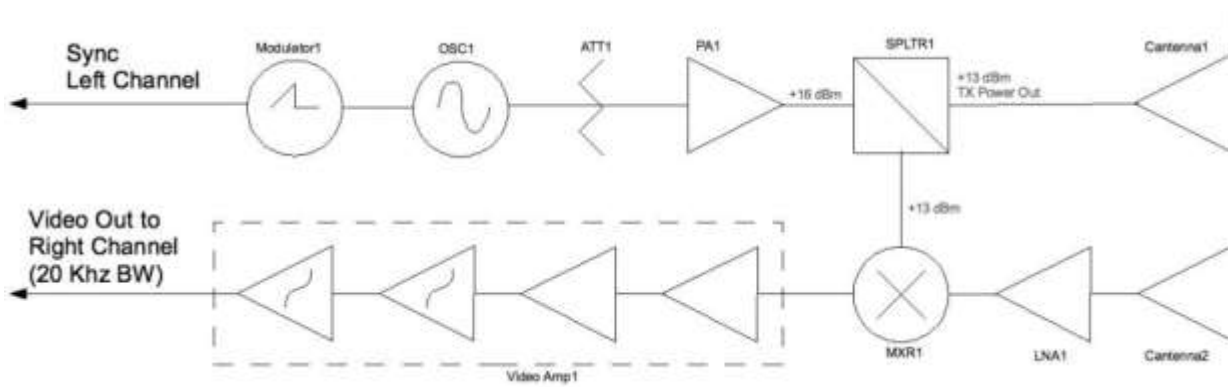 Sync
Left Channel
Modulator1
OSC1
ATT1
PA1
+16 dBm
SPLTR1
+13 dBm
TX Power Out
Cantenna1
+13 dBm
Video Out to
Right Channel
(20 Khz BW)
Video Amp1
MXR1
LNA1
Cantenna2